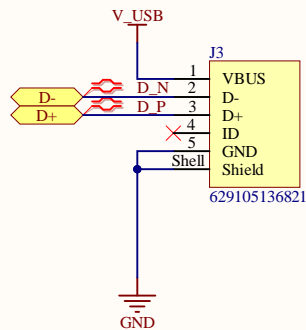 V_USB
J3
1 VBUS
D- D_N 2 D-
D+ D_P 3 D+
4 ID
5 GND
Shell Shield
629105136821
GND